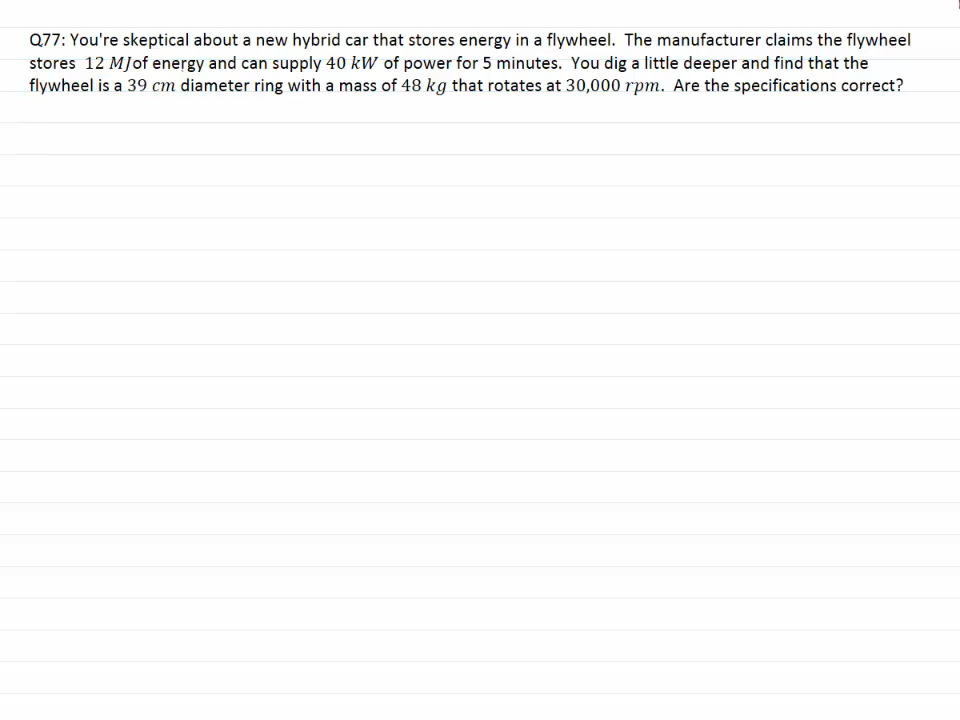 Q77: You're skeptical about a new hybrid car that stores energy in a flywheel.  The manufacturer claims the flywheel
stores  12 MJof energy and can supply 40 kW of power for 5 minutes.  You dig a little deeper and find that the
flywheel is a 39 cm diameter ring with a mass of 48 kg that rotates at 30,000 rpm.  Are the specifications correct?